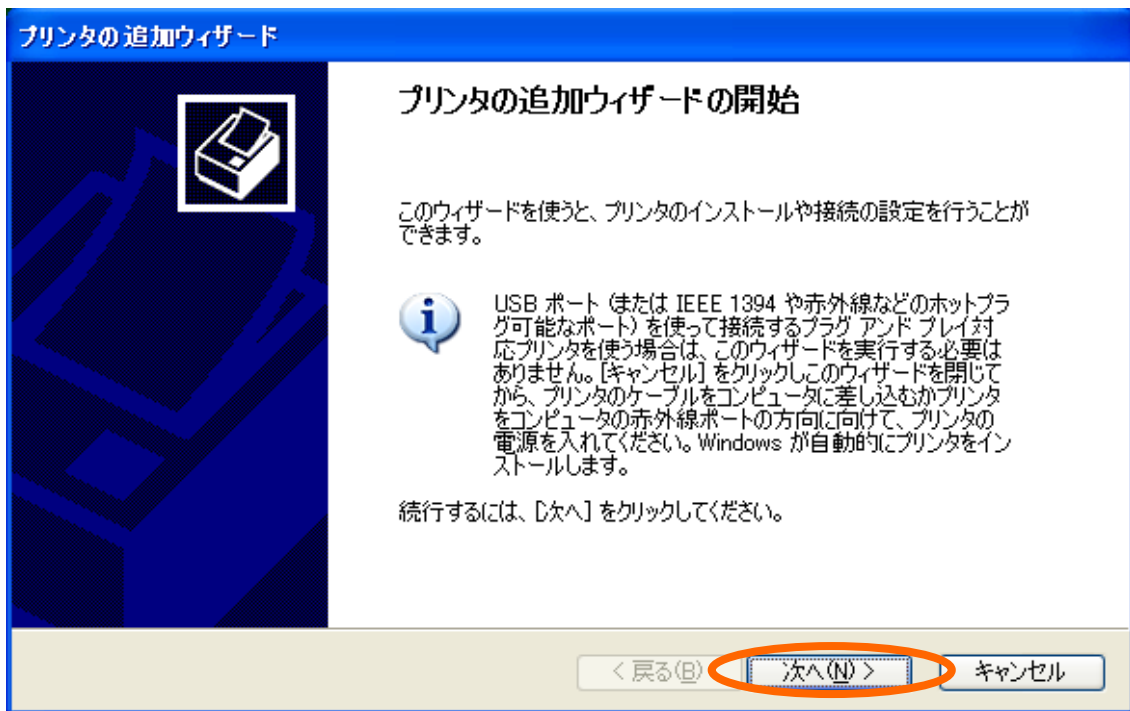 プリンタの追加ウィザード
プリンタの追加ウィザードの開始
このウィザードを使うと、プリンタのインストールや接続の設定を行うことが
できます。
USB ポート (または IEEE 1394 や赤外線などのホットプラ
グ可能なポート) を使って接続するプラグ アンド プレイ対
応プリンタを使う場合は、このウィザードを実行する必要は
ありません。[キャンセル] をクリックしこのウィザードを閉じて
から、プリンタのケーブルをコンピュータに差し込むかプリンタ
をコンピュータの赤外線ポートの方向に向けて、プリンタの
電源を入れてください。Windows が自動的にプリンタをイン
ストールします。
続行するには、[次へ] をクリックしてください。
< 戻る(B) 次へ(N) > キャンセル